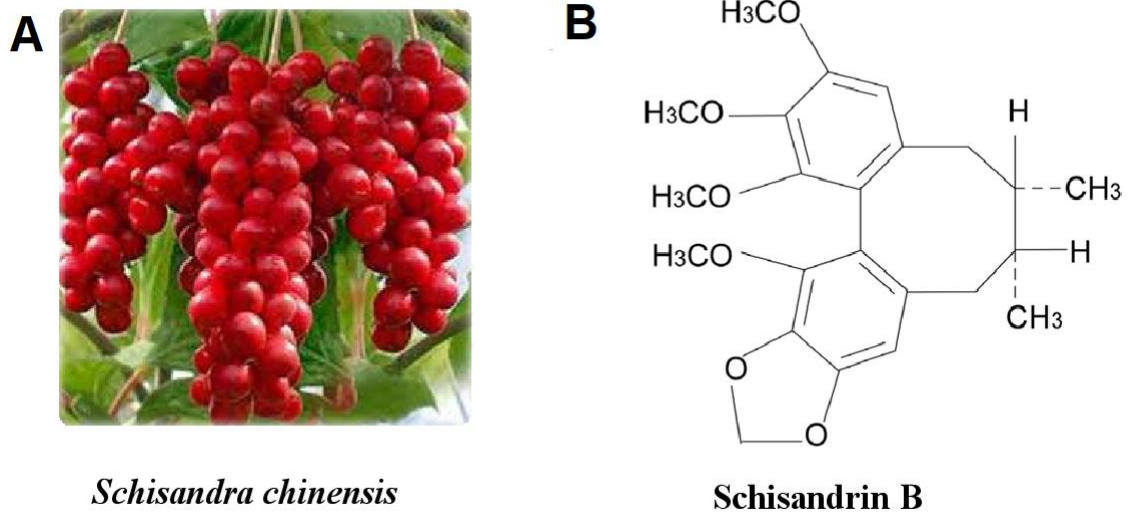 A
B
H₃CO
H₃CO
H₃CO
H₃CO
H
CH₃
H
CH₃
O
O
Schisandra chinensis
Schisandrin B